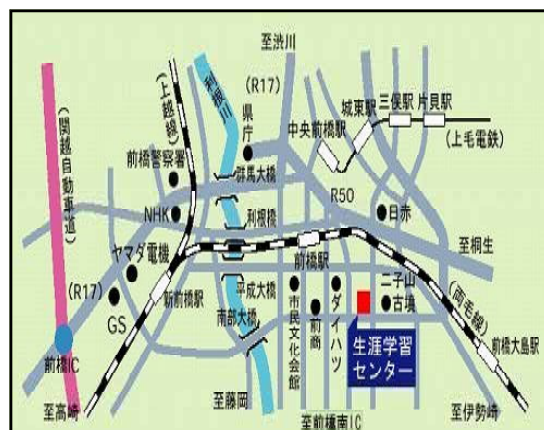 至渋川
(R17)
利根川
(上越線)
(関越自動車道)
県庁
城東駅
三俣駅
片貝駅
中央前橋駅
(上毛電鉄)
前橋警察署
群馬大橋
R50
NHK
利根橋
日赤
至桐生
ヤマダ電機
前橋駅
(R17)
新前橋駅
平成大橋
二子山
古墳
(両毛線)
GS
南部大橋
市民文化会館
前商
ダイハツ
前橋IC
生涯学習
センター
前橋大島駅
至高崎
至藤岡
至前橋南IC
至伊勢崎